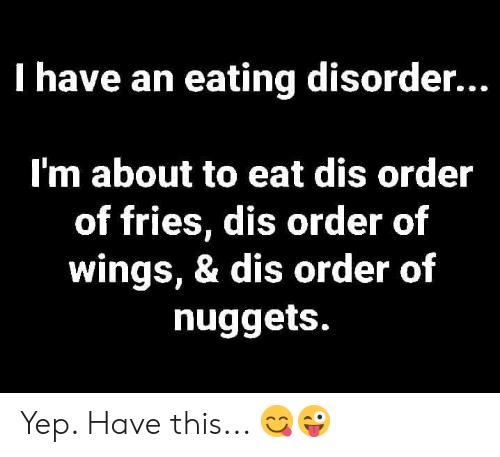 I have an eating disorder...
I'm about to eat dis order
of fries, dis order of
wings, & dis order of
nuggets.
Yep. Have this... 😋😜